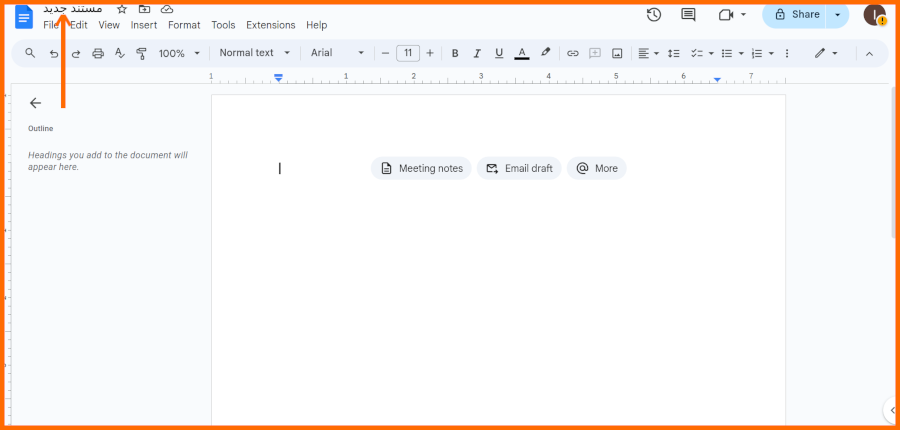 مستند جديد
File Edit View Insert Format Tools Extensions Help
Share
I
100% Normal text Arial 11 B I U A
1 1 2 3 4 5 6 7
Outline
Headings you add to the document will
appear here.
Meeting notes Email draft More